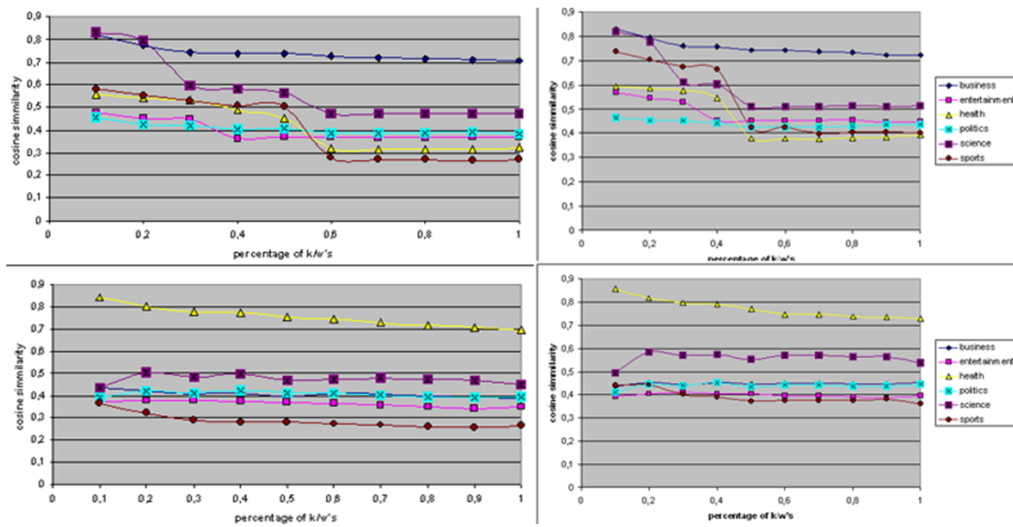 0,9
0,8
0,7
0,6
0,5
0,4
0,3
0,2
0,1
0
cosine simmilarity
0,2 0,4 0,6 0,8 1
percentage of k/w's
0,9
0,8
0,7
0,6
0,5
0,4
0,3
0,2
0,1
0
cosine simmilarity
0,2 0,4 0,6 0,8 1
percentage of k/w's
business
entertainment
health
politics
science
sports
0,9
0,8
0,7
0,6
0,5
0,4
0,3
0,2
0,1
0
cosine simmilarity
0,1 0,2 0,3 0,4 0,5 0,6 0,7 0,8 0,9 1
percentage of k/w's
0,9
0,8
0,7
0,6
0,5
0,4
0,3
0,2
0,1
0
cosine simmilarity
0,2 0,4 0,6 0,8 1
percentage of k/w's
business
entertainment
health
politics
science
sports